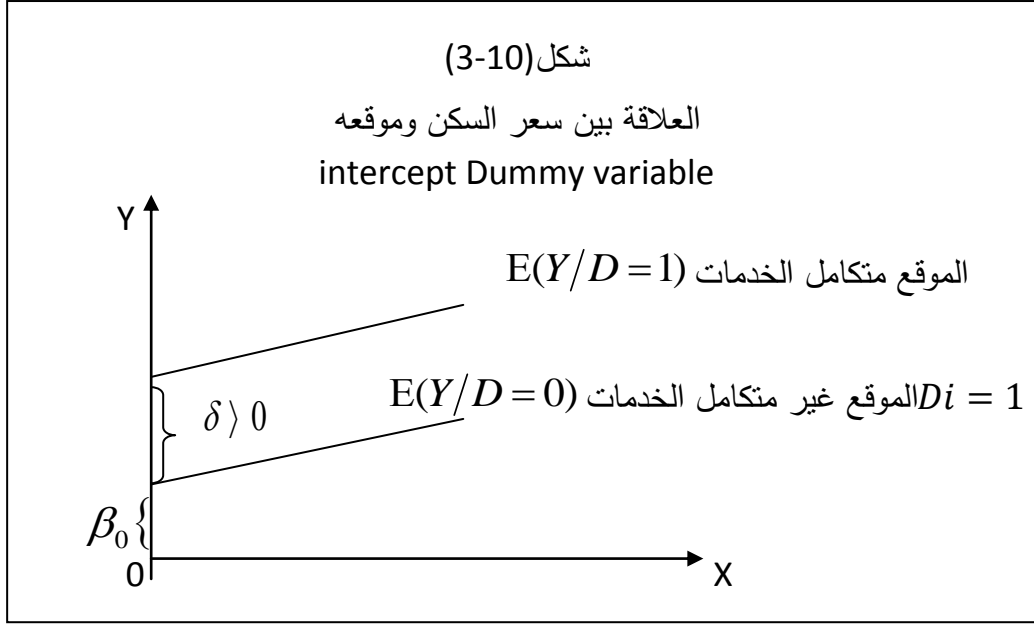 شكل(10-3)
العلاقة بين سعر السكن وموقعه
intercept Dummy variable
Y
الموقع متكامل الخدمات E(Y/D=1)
Di = 1الموقع غير متكامل الخدمات E(Y/D=0)
δ ⟩ 0
β₀{
0
X